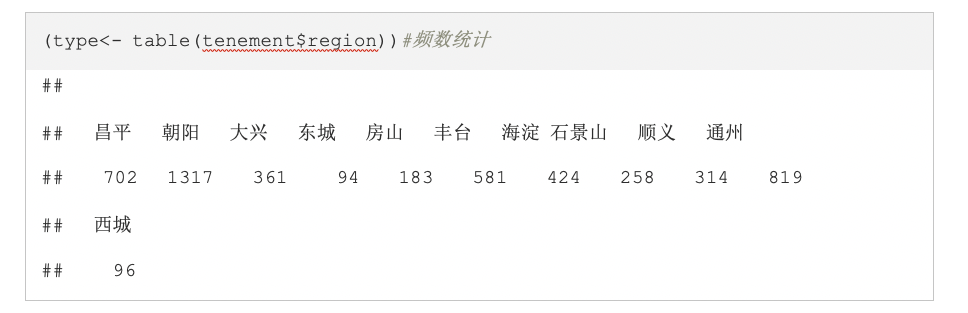 (type<- table(tenement$region))#频数统计
##
## 昌平 朝阳 大兴 东城 房山 丰台 海淀 石景山 顺义 通州
## 702 1317 361 94 183 581 424 258 314 819
## 西城
## 96